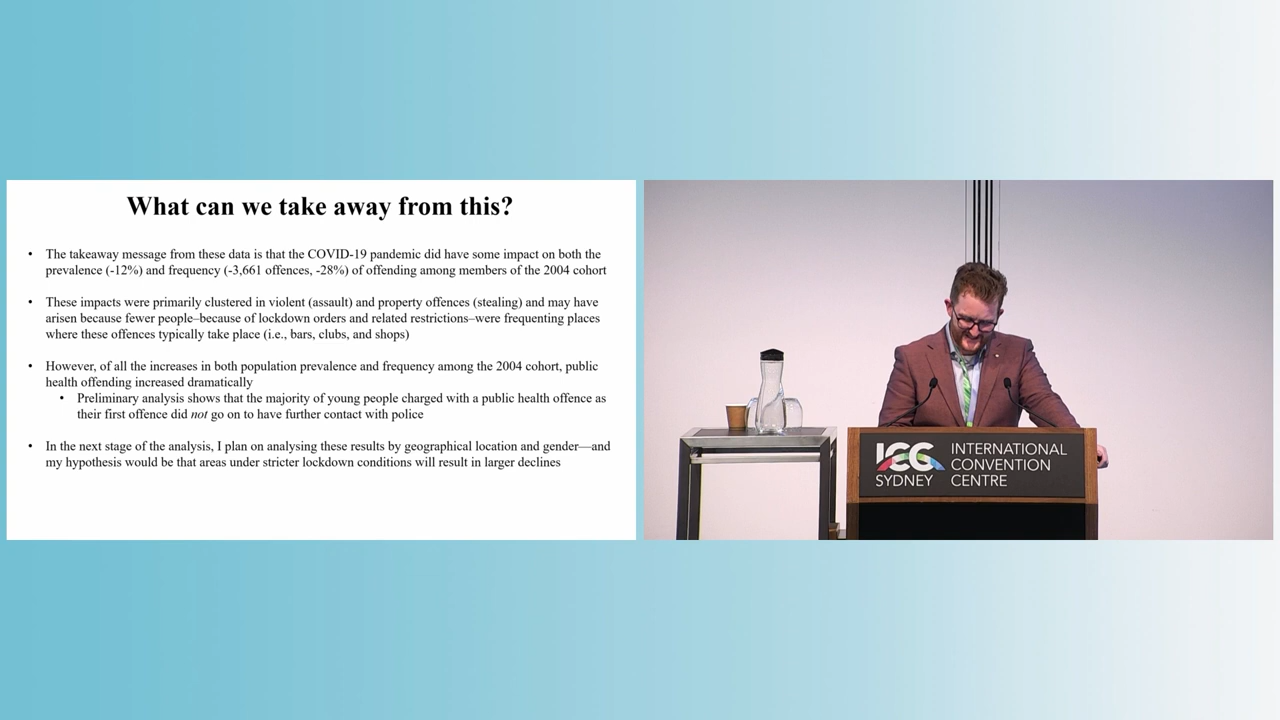 What can we take away from this?
• The takeaway message from these data is that the COVID-19 pandemic did have some impact on both the
prevalence (-12%) and frequency (-3,661 offences, -28%) of offending among members of the 2004 cohort
• These impacts were primarily clustered in violent (assault) and property offences (stealing) and may have
arisen because fewer people–because of lockdown orders and related restrictions–were frequenting places
where these offences typically take place (i.e., bars, clubs, and shops)
• However, of all the increases in both population prevalence and frequency among the 2004 cohort, public
health offending increased dramatically
• Preliminary analysis shows that the majority of young people charged with a public health offence as
their first offence did not go on to have further contact with police
• In the next stage of the analysis, I plan on analysing these results by geographical location and gender—and
my hypothesis would be that areas under stricter lockdown conditions will result in larger declines
ICC
SYDNEY
INTERNATIONAL
CONVENTION
CENTRE